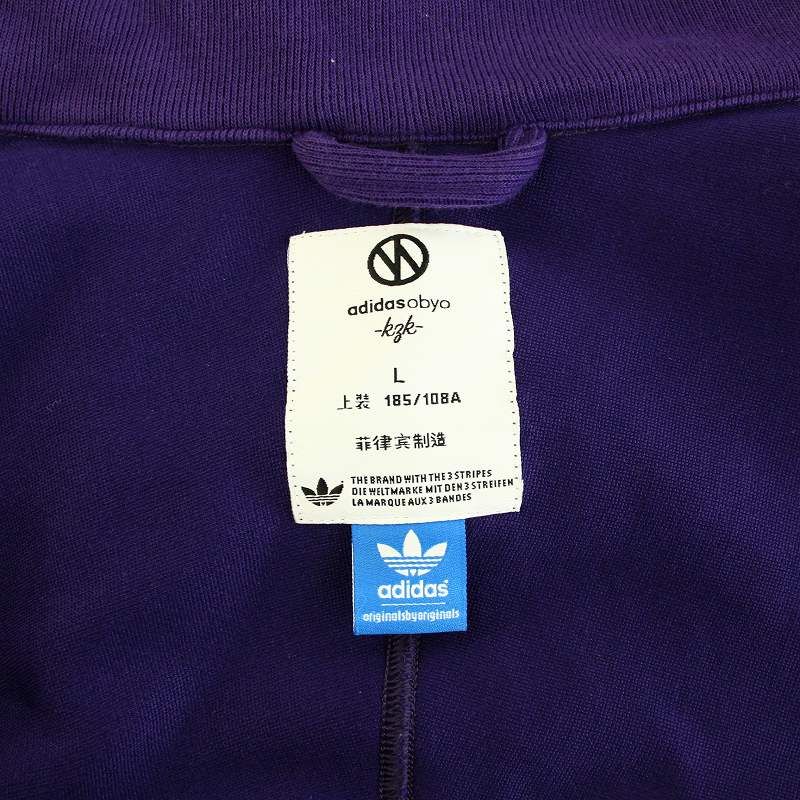 adidasobyo
-kzk-
L
上裝 185/108A
菲律宾制造
THE BRAND WITH THE 3 STRIPES
DIE WELTMARKE MIT DEN 3 STREIFEN
LA MARQUE AUX 3 BANDES
adidas
originalsbyoriginals